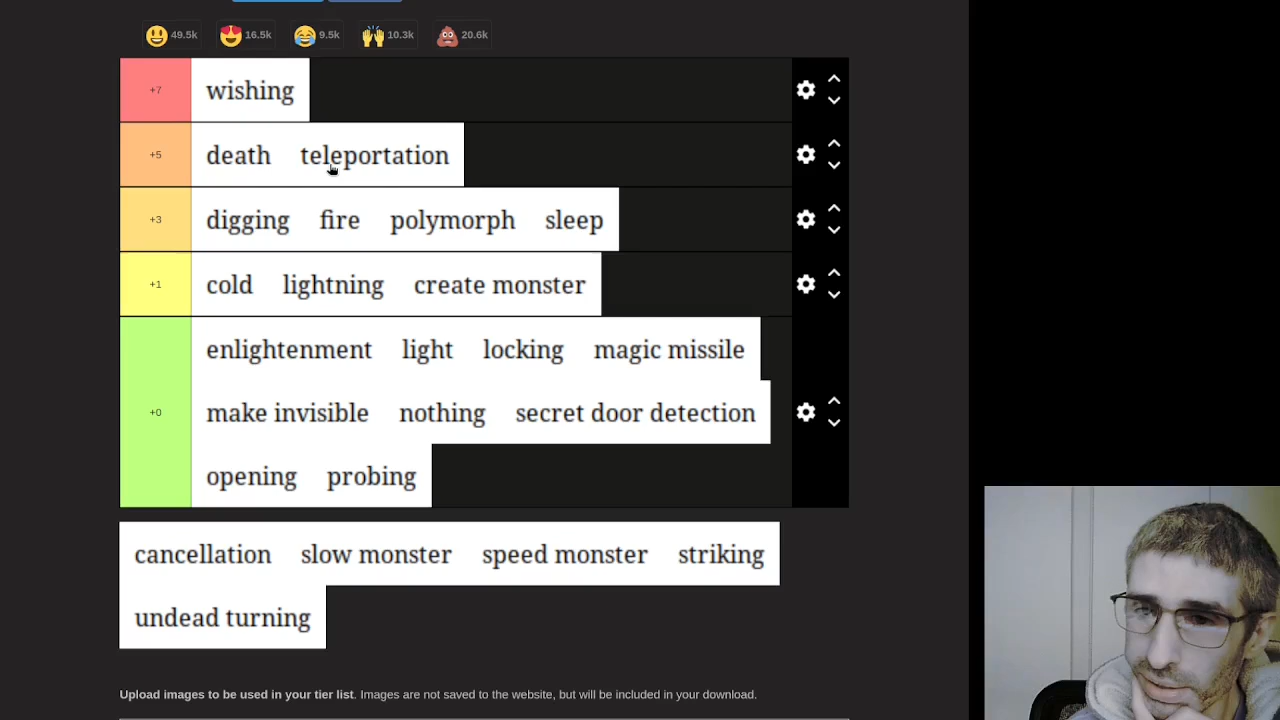 49.5k 16.5k 9.5k 10.3k 20.6k
+7 wishing
+5 death teleportation
+3 digging fire polymorph sleep
+1 cold lightning create monster
enlightenment light locking magic missile
+0 make invisible nothing secret door detection
opening probing
cancellation slow monster speed monster striking
undead turning
Upload images to be used in your tier list. Images are not saved to the website, but will be included in your download.